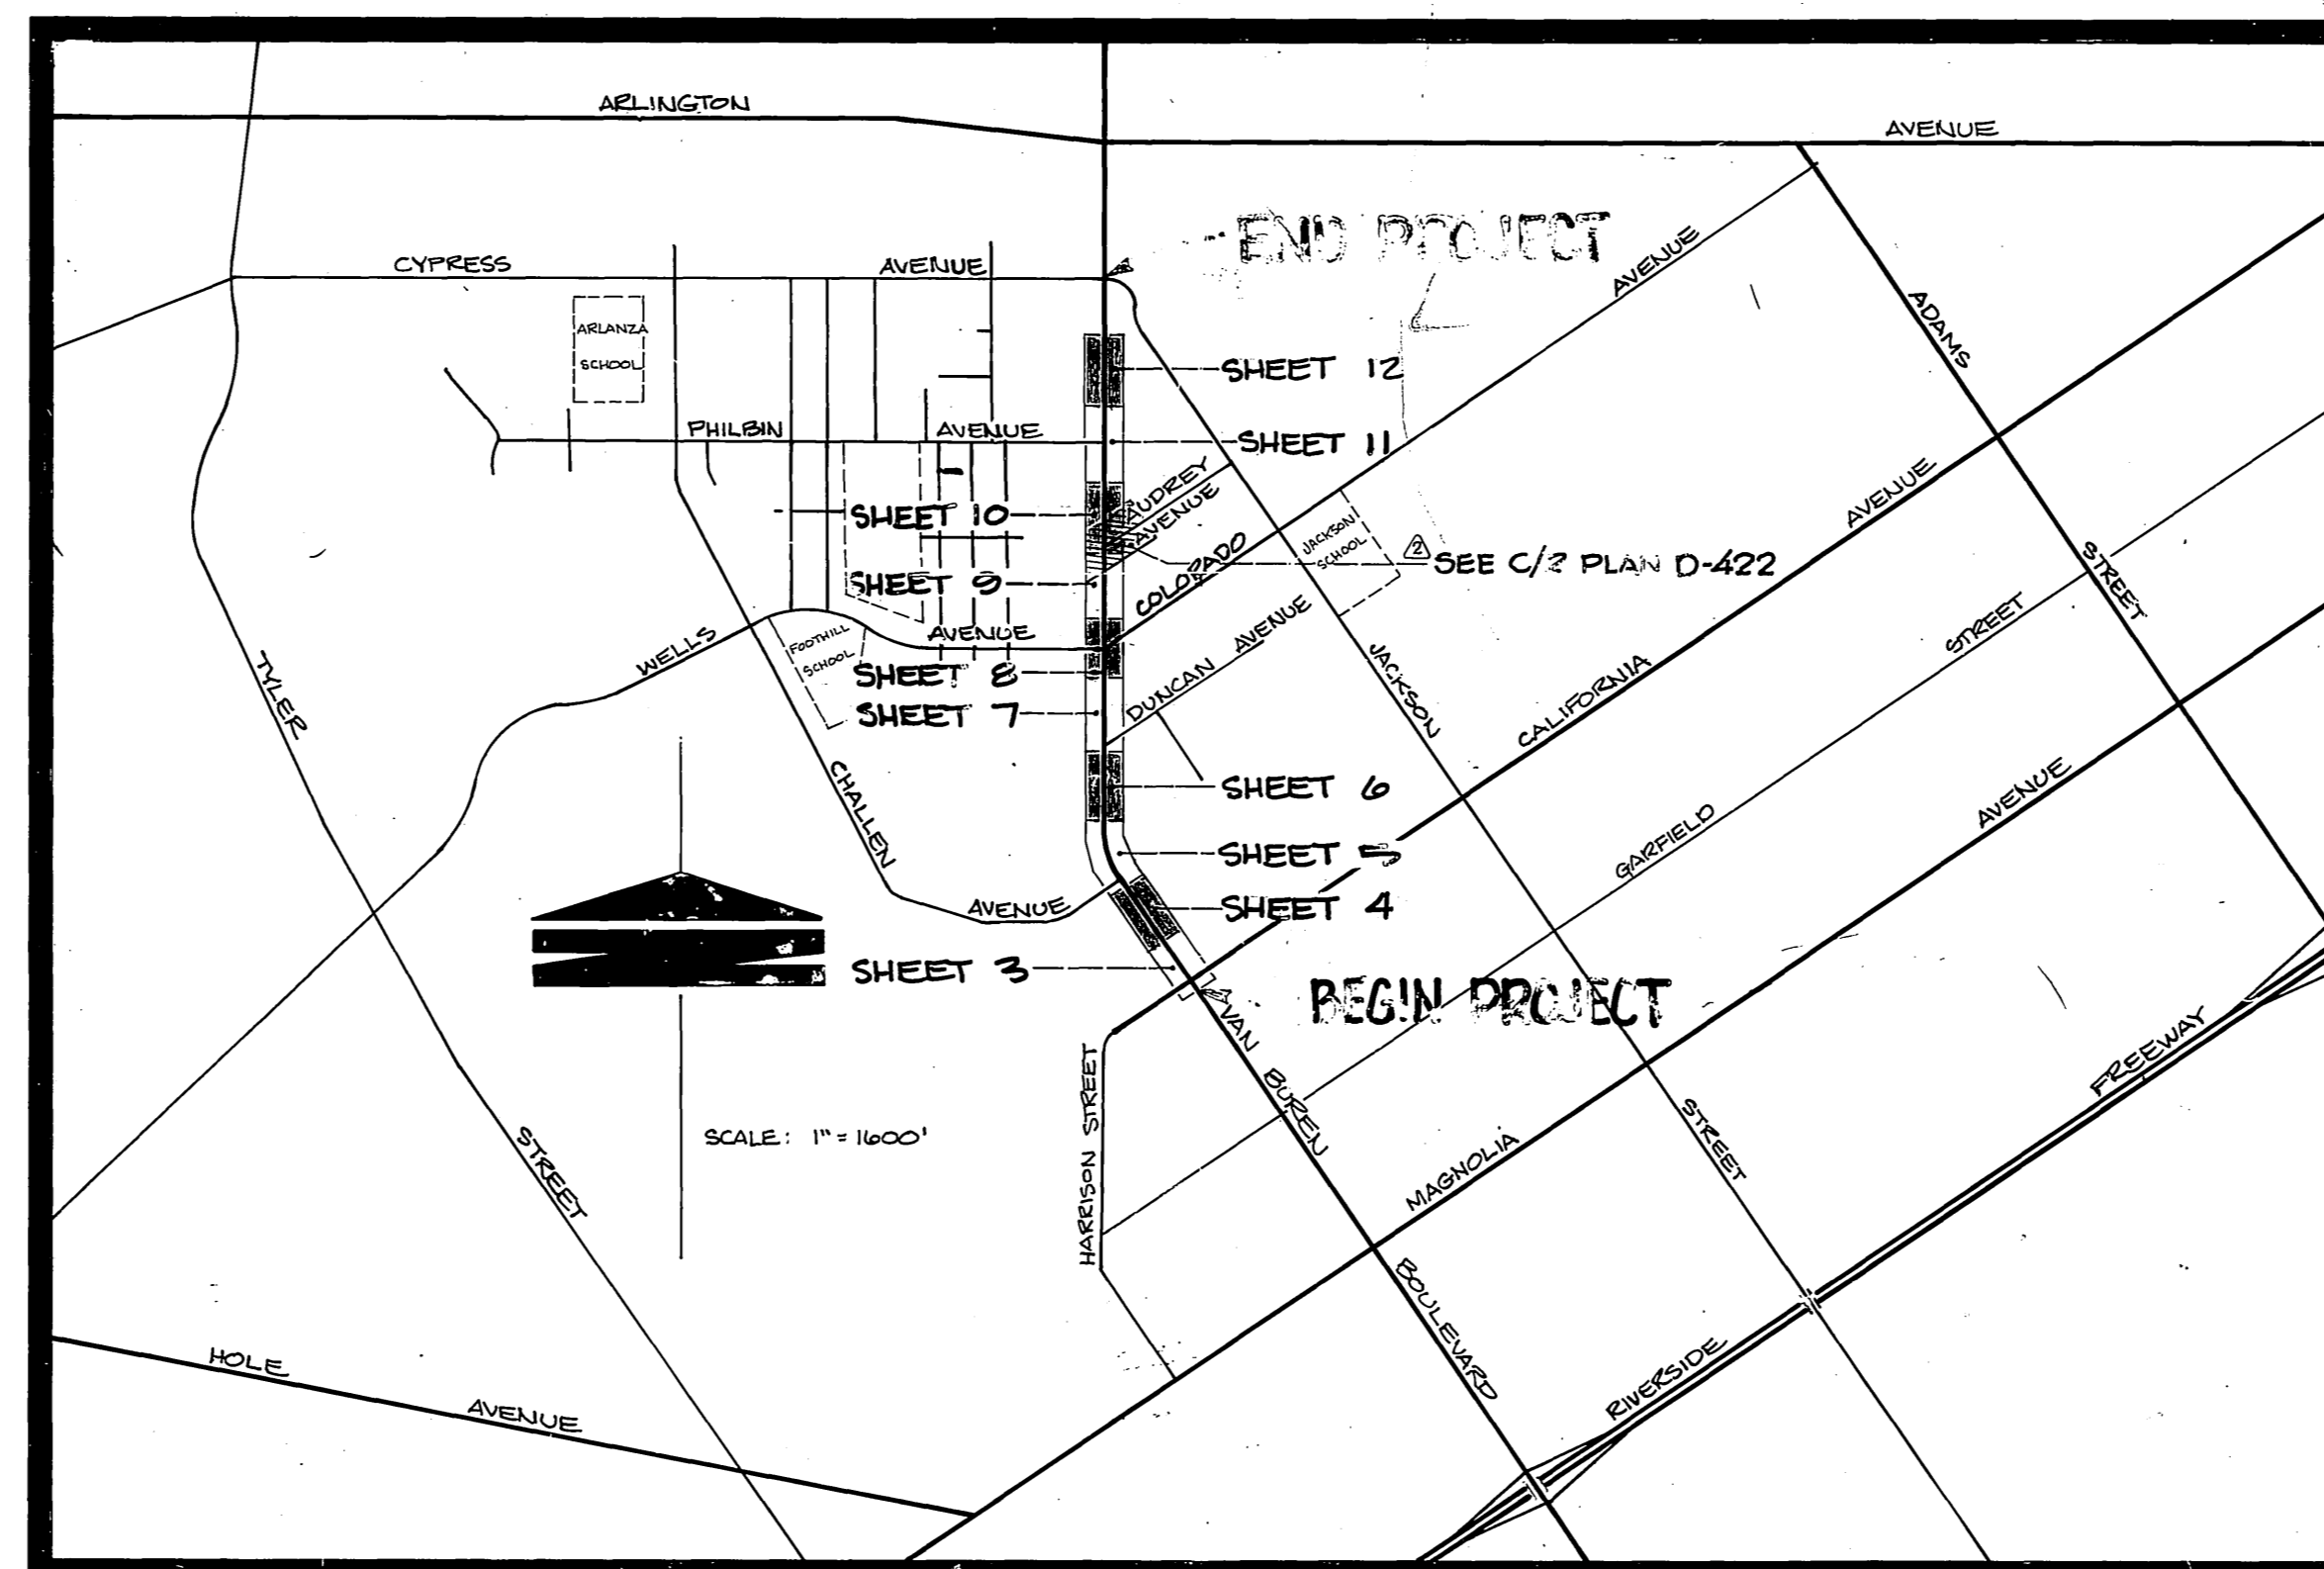 ARLINGTON
AVENUE
END PROJECT
CYPRESS
AVENUE
AVENUE
ADAMS
STREET
ARLANZA
SCHOOL
SHEET 12
PHILBIN
AVENUE
SHEET 11
AUDREY
AVENUE
SHEET 10
COLORADO
JACKSON
SCHOOL
2
SEE C/2 PLAN D-422
AVENUE
SHEET 9
AVENUE
WELLS
FOOTHILL
SCHOOL
DUNCAN AVENUE
STREET
TYLER
SHEET 8
SHEET 7
JACKSON
CALIFORNIA
CHALLEN
SHEET 6
AVENUE
GARFIELD
SHEET 5
AVENUE
SHEET 4
SHEET 3
BEGIN PROJECT
VAN BUREN
FREEWAY
SCALE: 1" = 1600'
HARRISON STREET
STREET
STREET
MAGNOLIA
BOULEVARD
RIVERSIDE
HOLE
AVENUE